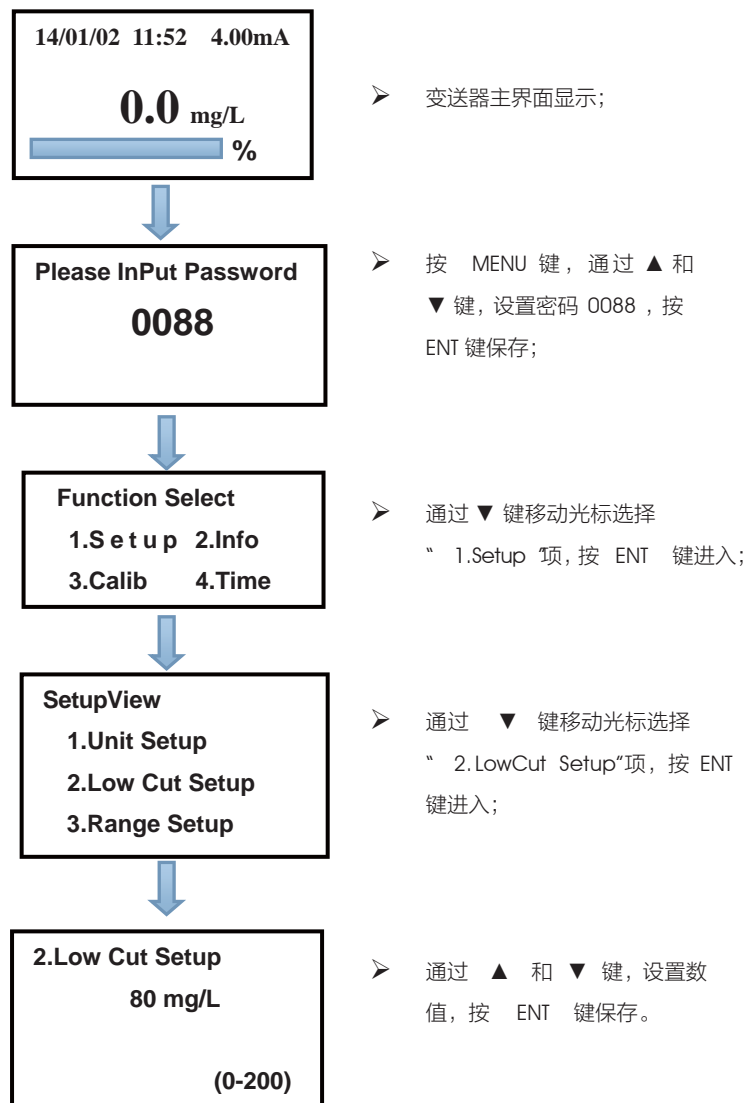 14/01/02 11:52 4.00mA
0.0 mg/L
%
➢ 变送器主界面显示；
Please InPut Password
0088
➢ 按 MENU 键，通过 ▲ 和
▼ 键，设置密码 0088 ，按
ENT 键保存；
Function Select
1.Setup 2.Info
3.Calib 4.Time
➢ 通过 ▼ 键移动光标选择
“ 1.Setup ”项，按 ENT 键进入；
SetupView
1.Unit Setup
2.Low Cut Setup
3.Range Setup
➢ 通过 ▼ 键移动光标选择
“ 2.LowCut Setup”项，按 ENT
键进入；
2.Low Cut Setup
80 mg/L
(0-200)
➢ 通过 ▲ 和 ▼ 键，设置数
值，按 ENT 键保存。